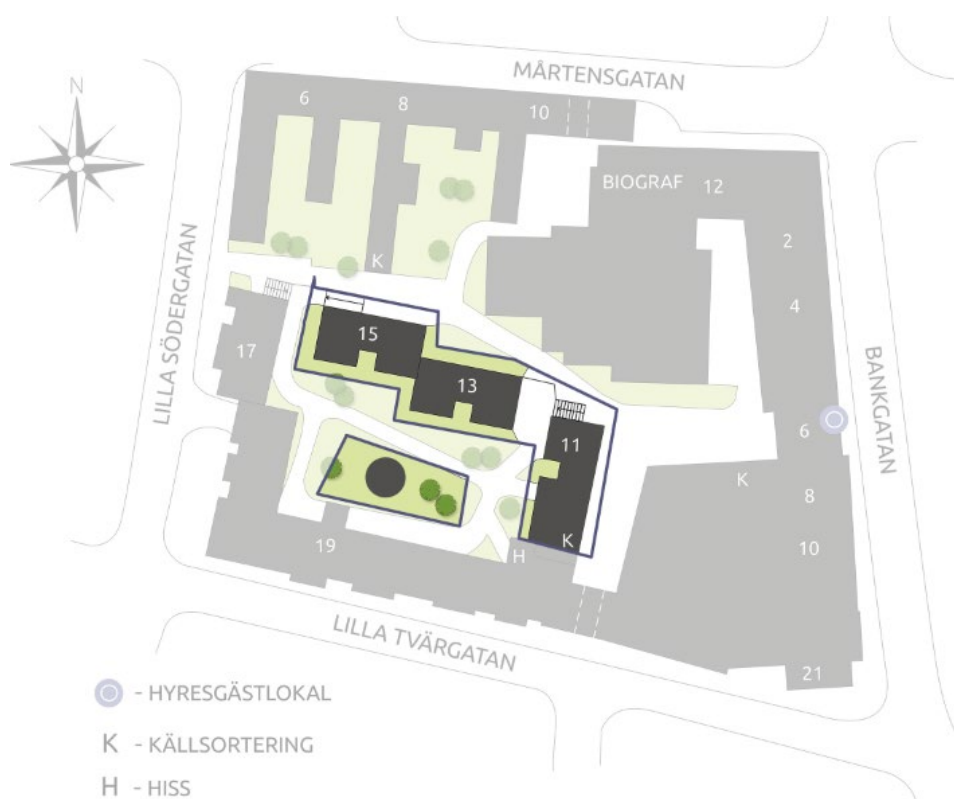 MÅRTENSGATAN
N
6
8
10
BIOGRAF 12
2
4
K
LILLA SÖDERGATAN
15
17
13
BANKGATAN
11
6
K
8
10
K
H
19
LILLA TVÄRGATAN
21
- HYRESGÄSTLOKAL
K - KÄLLSORTERING
H - HISS